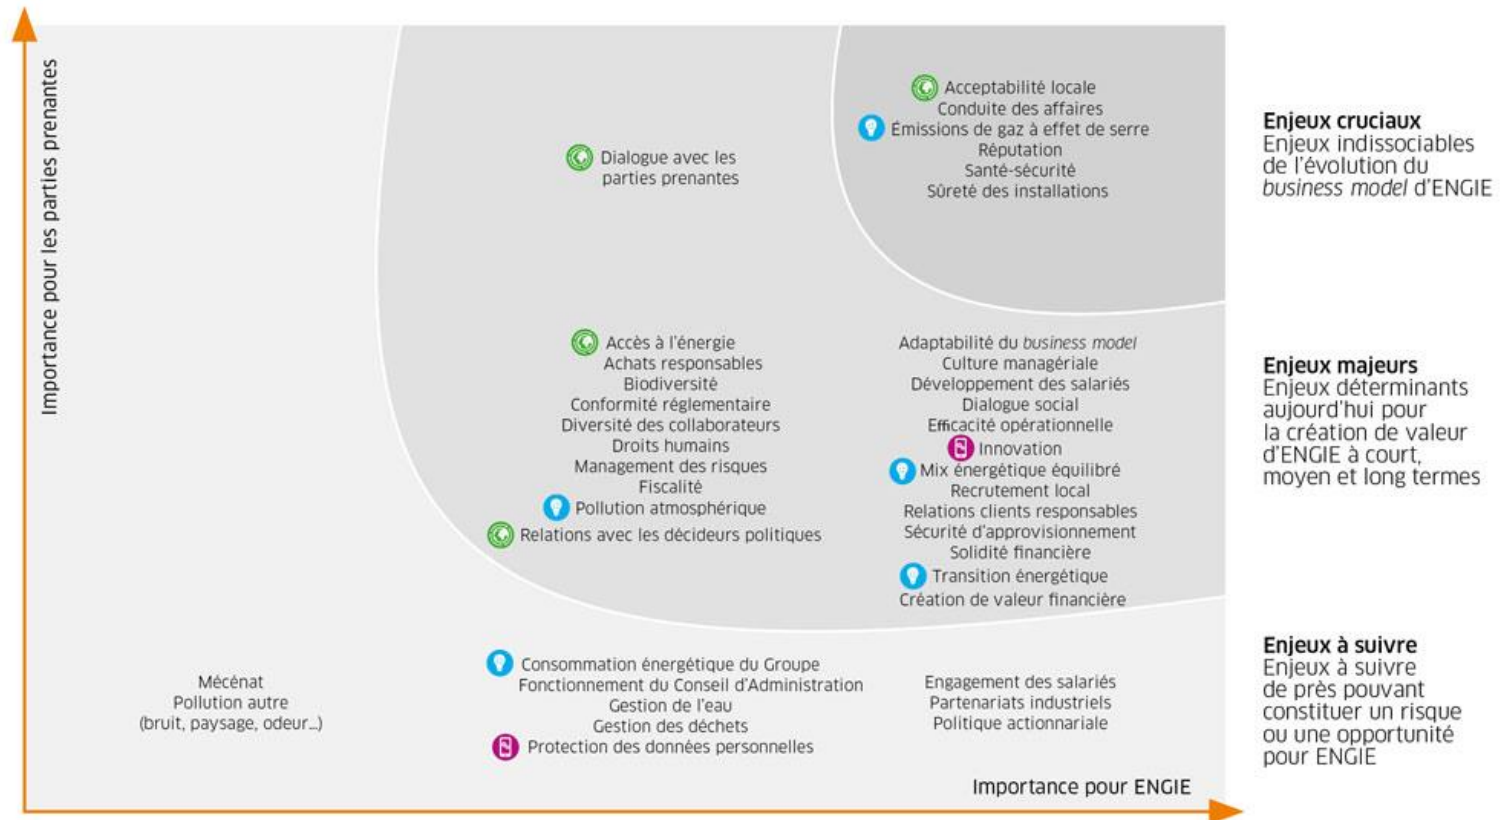 Importance pour les parties prenantes
Acceptabilité locale
Conduite des affaires
Émissions de gaz à effet de serre
Réputation
Santé-sécurité
Sûreté des installations
Dialogue avec les
parties prenantes
Enjeux cruciaux
Enjeux indissociables
de l'évolution du
business model d'ENGIE
Accès à l'énergie
Achats responsables
Biodiversité
Conformité réglementaire
Diversité des collaborateurs
Droits humains
Management des risques
Fiscalité
Pollution atmosphérique
Relations avec les décideurs politiques
Adaptabilité du business model
Culture managériale
Développement des salariés
Dialogue social
Efficacité opérationnelle
Innovation
Mix énergétique équilibré
Recrutement local
Relations clients responsables
Sécurité d'approvisionnement
Solidité financière
Transition énergétique
Création de valeur financière
Enjeux majeurs
Enjeux déterminants
aujourd'hui pour
la création de valeur
d'ENGIE à court,
moyen et long termes
Mécénat
Pollution autre
(bruit, paysage, odeur...)
Consommation énergétique du Groupe
Fonctionnement du Conseil d'Administration
Gestion de l'eau
Gestion des déchets
Protection des données personnelles
Engagement des salariés
Partenariats industriels
Politique actionnariale
Enjeux à suivre
Enjeux à suivre
de près pouvant
constituer un risque
ou une opportunité
pour ENGIE
Importance pour ENGIE